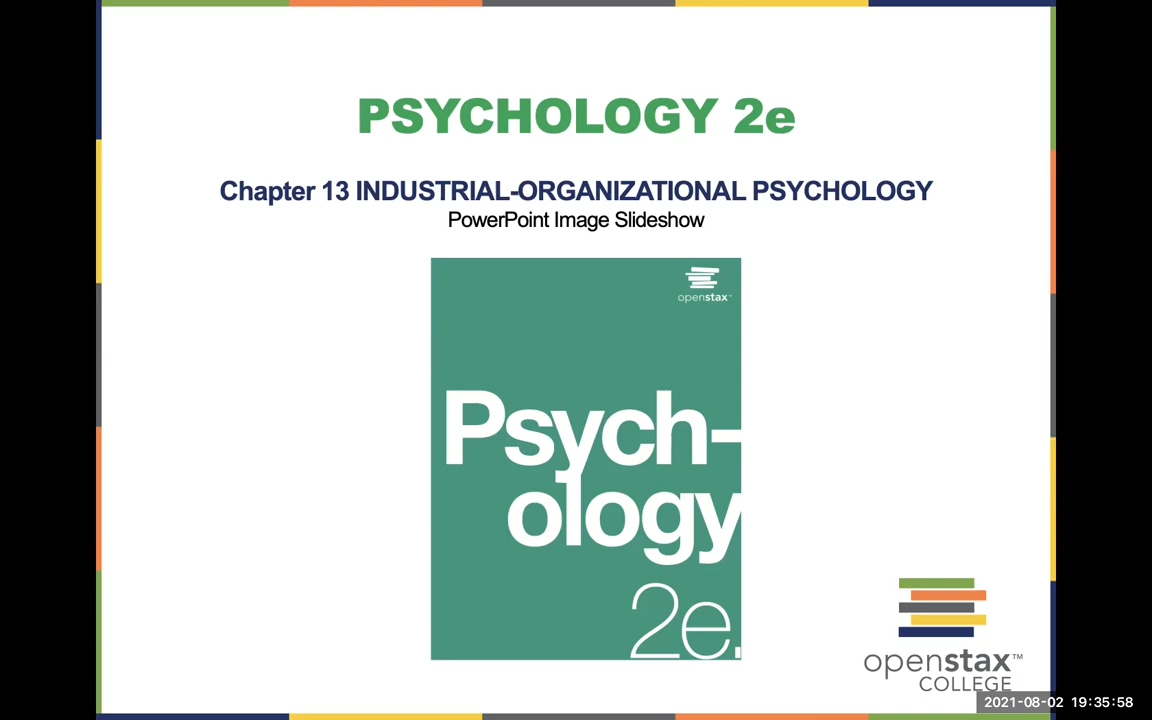 PSYCHOLOGY 2e
Chapter 13 INDUSTRIAL-ORGANIZATIONAL PSYCHOLOGY
PowerPoint Image Slideshow
openstax™
Psych-
ology
2e.
openstax™
COLLEGE
2021-08-02 19:35:58